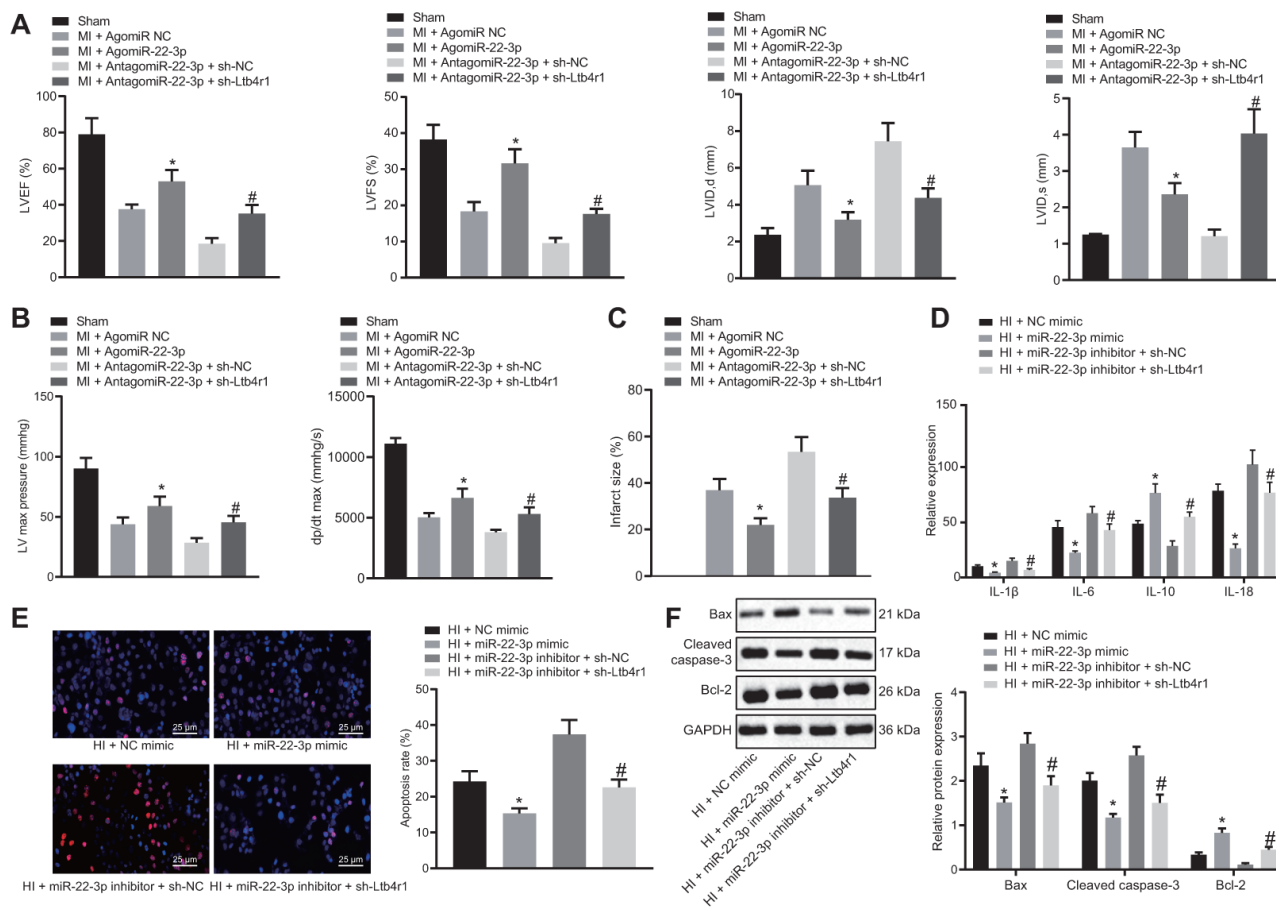 A
Sham
MI + AgomiR NC
MI + AgomiR-22-3p
MI + AntagomiR-22-3p + sh-NC
MI + AntagomiR-22-3p + sh-Ltb4r1
LVEF (%)
80
60
40
20
0
*
#
Sham
MI + AgomiR NC
MI + AgomiR-22-3p
MI + AntagomiR-22-3p + sh-NC
MI + AntagomiR-22-3p + sh-Ltb4r1
LVFS (%)
40
30
20
10
0
*
#
Sham
MI + AgomiR NC
MI + AgomiR-22-3p
MI + AntagomiR-22-3p + sh-NC
MI + AntagomiR-22-3p + sh-Ltb4r1
LVID,d (mm)
10
8
6
4
2
0
*
#
Sham
MI + AgomiR NC
MI + AgomiR-22-3p
MI + AntagomiR-22-3p + sh-NC
MI + AntagomiR-22-3p + sh-Ltb4r1
LVID,s (mm)
5
4
3
2
1
0
*
#
B
Sham
MI + AgomiR NC
MI + AgomiR-22-3p
MI + AntagomiR-22-3p + sh-NC
MI + AntagomiR-22-3p + sh-Ltb4r1
LV max pressure (mmhg)
150
100
50
0
*
#
Sham
MI + AgomiR NC
MI + AgomiR-22-3p
MI + AntagomiR-22-3p + sh-NC
MI + AntagomiR-22-3p + sh-Ltb4r1
dp/dt max (mmhg/s)
15000
10000
5000
0
*
#
C
Sham
MI + AgomiR NC
MI + AgomiR-22-3p
MI + AntagomiR-22-3p + sh-NC
MI + AntagomiR-22-3p + sh-Ltb4r1
Infarct size (%)
80
60
40
20
0
*
#
D
HI + NC mimic
HI + miR-22-3p mimic
HI + miR-22-3p inhibitor + sh-NC
HI + miR-22-3p inhibitor + sh-Ltb4r1
Relative expression
150
100
50
0
* #
* #
* #
* #
IL-1β IL-6 IL-10 IL-18
E
25 μm
HI + NC mimic
25 μm
HI + miR-22-3p mimic
25 μm
HI + miR-22-3p inhibitor + sh-NC
25 μm
HI + miR-22-3p inhibitor + sh-Ltb4r1
HI + NC mimic
HI + miR-22-3p mimic
HI + miR-22-3p inhibitor + sh-NC
HI + miR-22-3p inhibitor + sh-Ltb4r1
Apoptosis rate (%)
50
40
30
20
10
0
*
#
F
Bax 21 kDa
Cleaved
caspase-3 17 kDa
Bcl-2 26 kDa
GAPDH 36 kDa
HI + NC mimic
HI + miR-22-3p mimic
HI + miR-22-3p inhibitor + sh-NC
HI + miR-22-3p inhibitor + sh-Ltb4r1
HI + NC mimic
HI + miR-22-3p mimic
HI + miR-22-3p inhibitor + sh-NC
HI + miR-22-3p inhibitor + sh-Ltb4r1
Relative protein expression
4
3
2
1
0
* #
* #
* #
Bax Cleaved caspase-3 Bcl-2